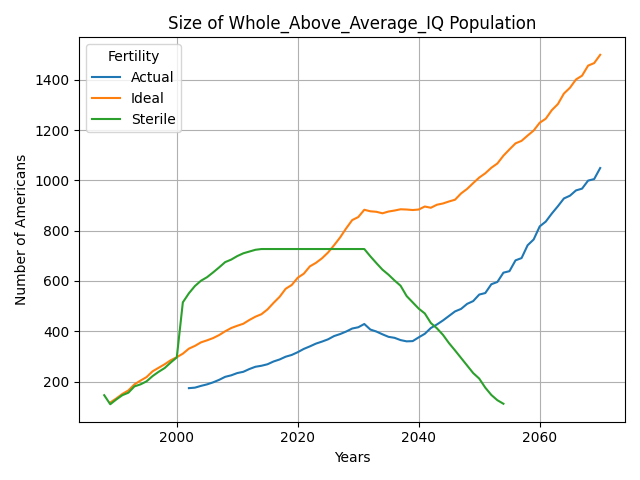 Size of Whole_Above_Average_IQ Population
Fertility
Actual
Ideal
Sterile
Number of Americans
1400
1200
1000
800
600
400
200
2000
2020
2040
2060
Years